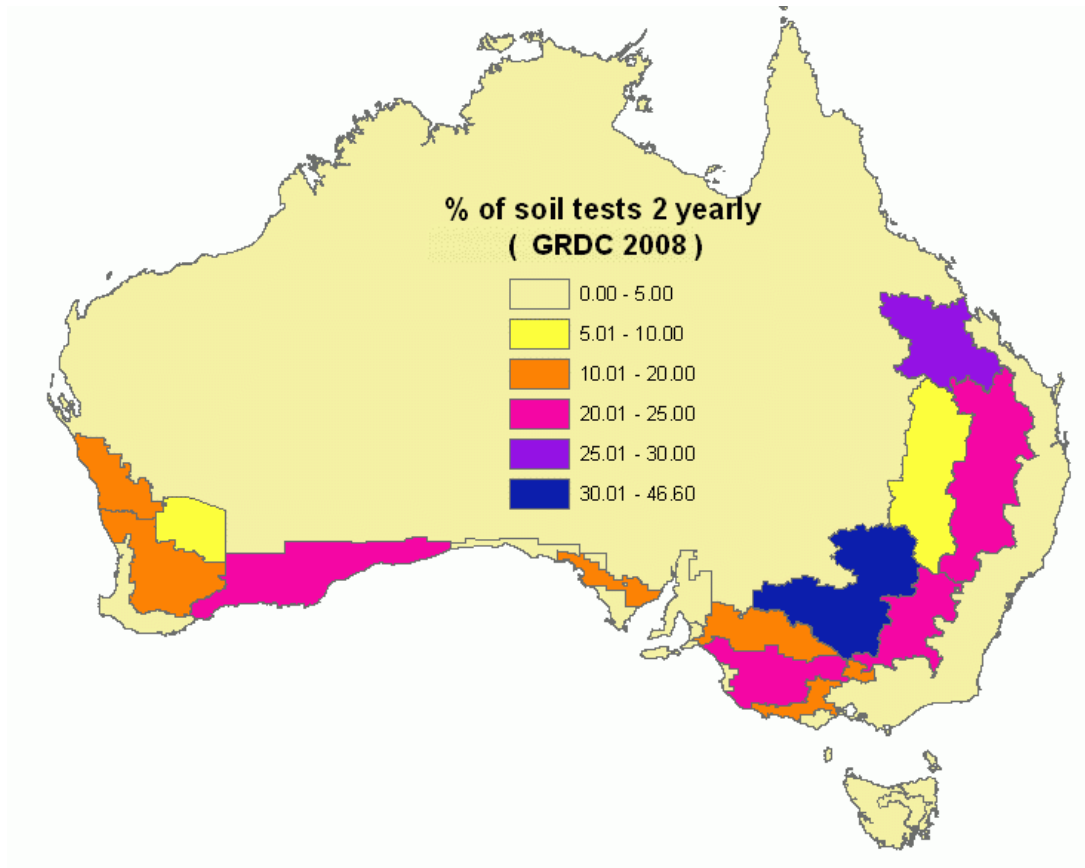 % of soil tests 2 yearly
( GRDC 2008 )
0.00 - 5.00
5.01 - 10.00
10.01 - 20.00
20.01 - 25.00
25.01 - 30.00
30.01 - 46.60